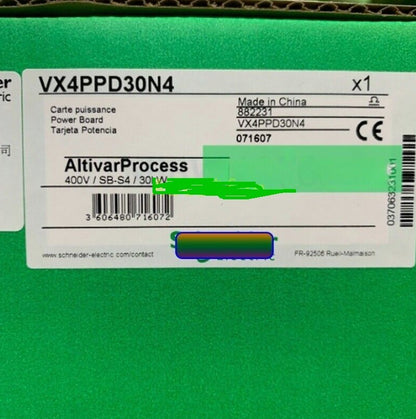 VX4PPD30N4
x1
Carte puissance
Power Board
Tarjeta Potencia
Made in China
882231
VX4PPD30N4
071607
CE
AltivarProcess
400V / SB-S4 / 30kW
3 606480 716072
www.schneider-electric.com/contact
FR-92506 Rueil-Malmaison